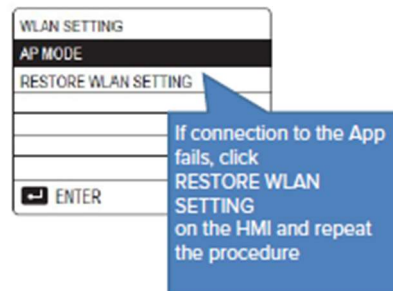 WLAN SETTING
AP MODE
RESTORE WLAN SETTING
ENTER
If connection to the App
fails, click
RESTORE WLAN
SETTING
on the HMI and repeat
the procedure